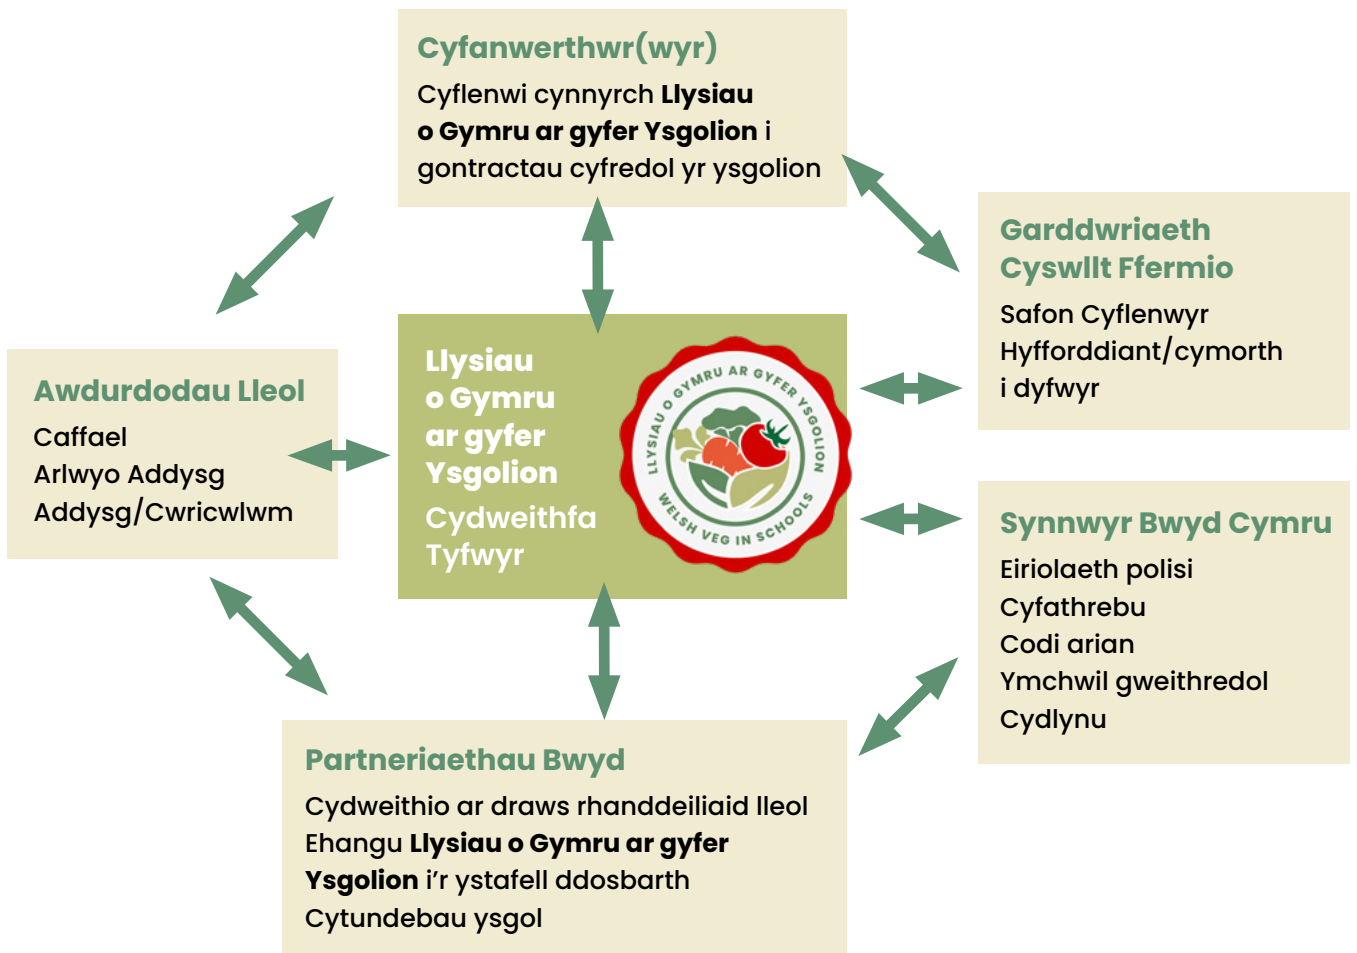 Cyfanwerthwr(wyr)
Cyflenwi cynnyrch Llysiau
o Gymru ar gyfer Ysgolion i
gontractau cyfredol yr ysgolion
Garddwriaeth
Cyswllt Ffermio
Safon Cyflenwyr
Hyfforddiant/cymorth
i dyfwyr
Awdurdodau Lleol
Caffael
Arlwyo Addysg
Addysg/Cwricwlwm
Llysiau
o Gymru
ar gyfer
Ysgolion
Cydweithfa
Tyfwyr
LLYSIAU O GYMRU AR GYFER YSGOLION
WELSH VEG IN SCHOOLS
Synnwyr Bwyd Cymru
Eiriolaeth polisi
Cyfathrebu
Codi arian
Ymchwil gweithredol
Cydlynu
Partneriaethau Bwyd
Cydweithio ar draws rhanddeiliaid lleol
Ehangu Llysiau o Gymru ar gyfer
Ysgolion i’r ystafell ddosbarth
Cytundebau ysgol